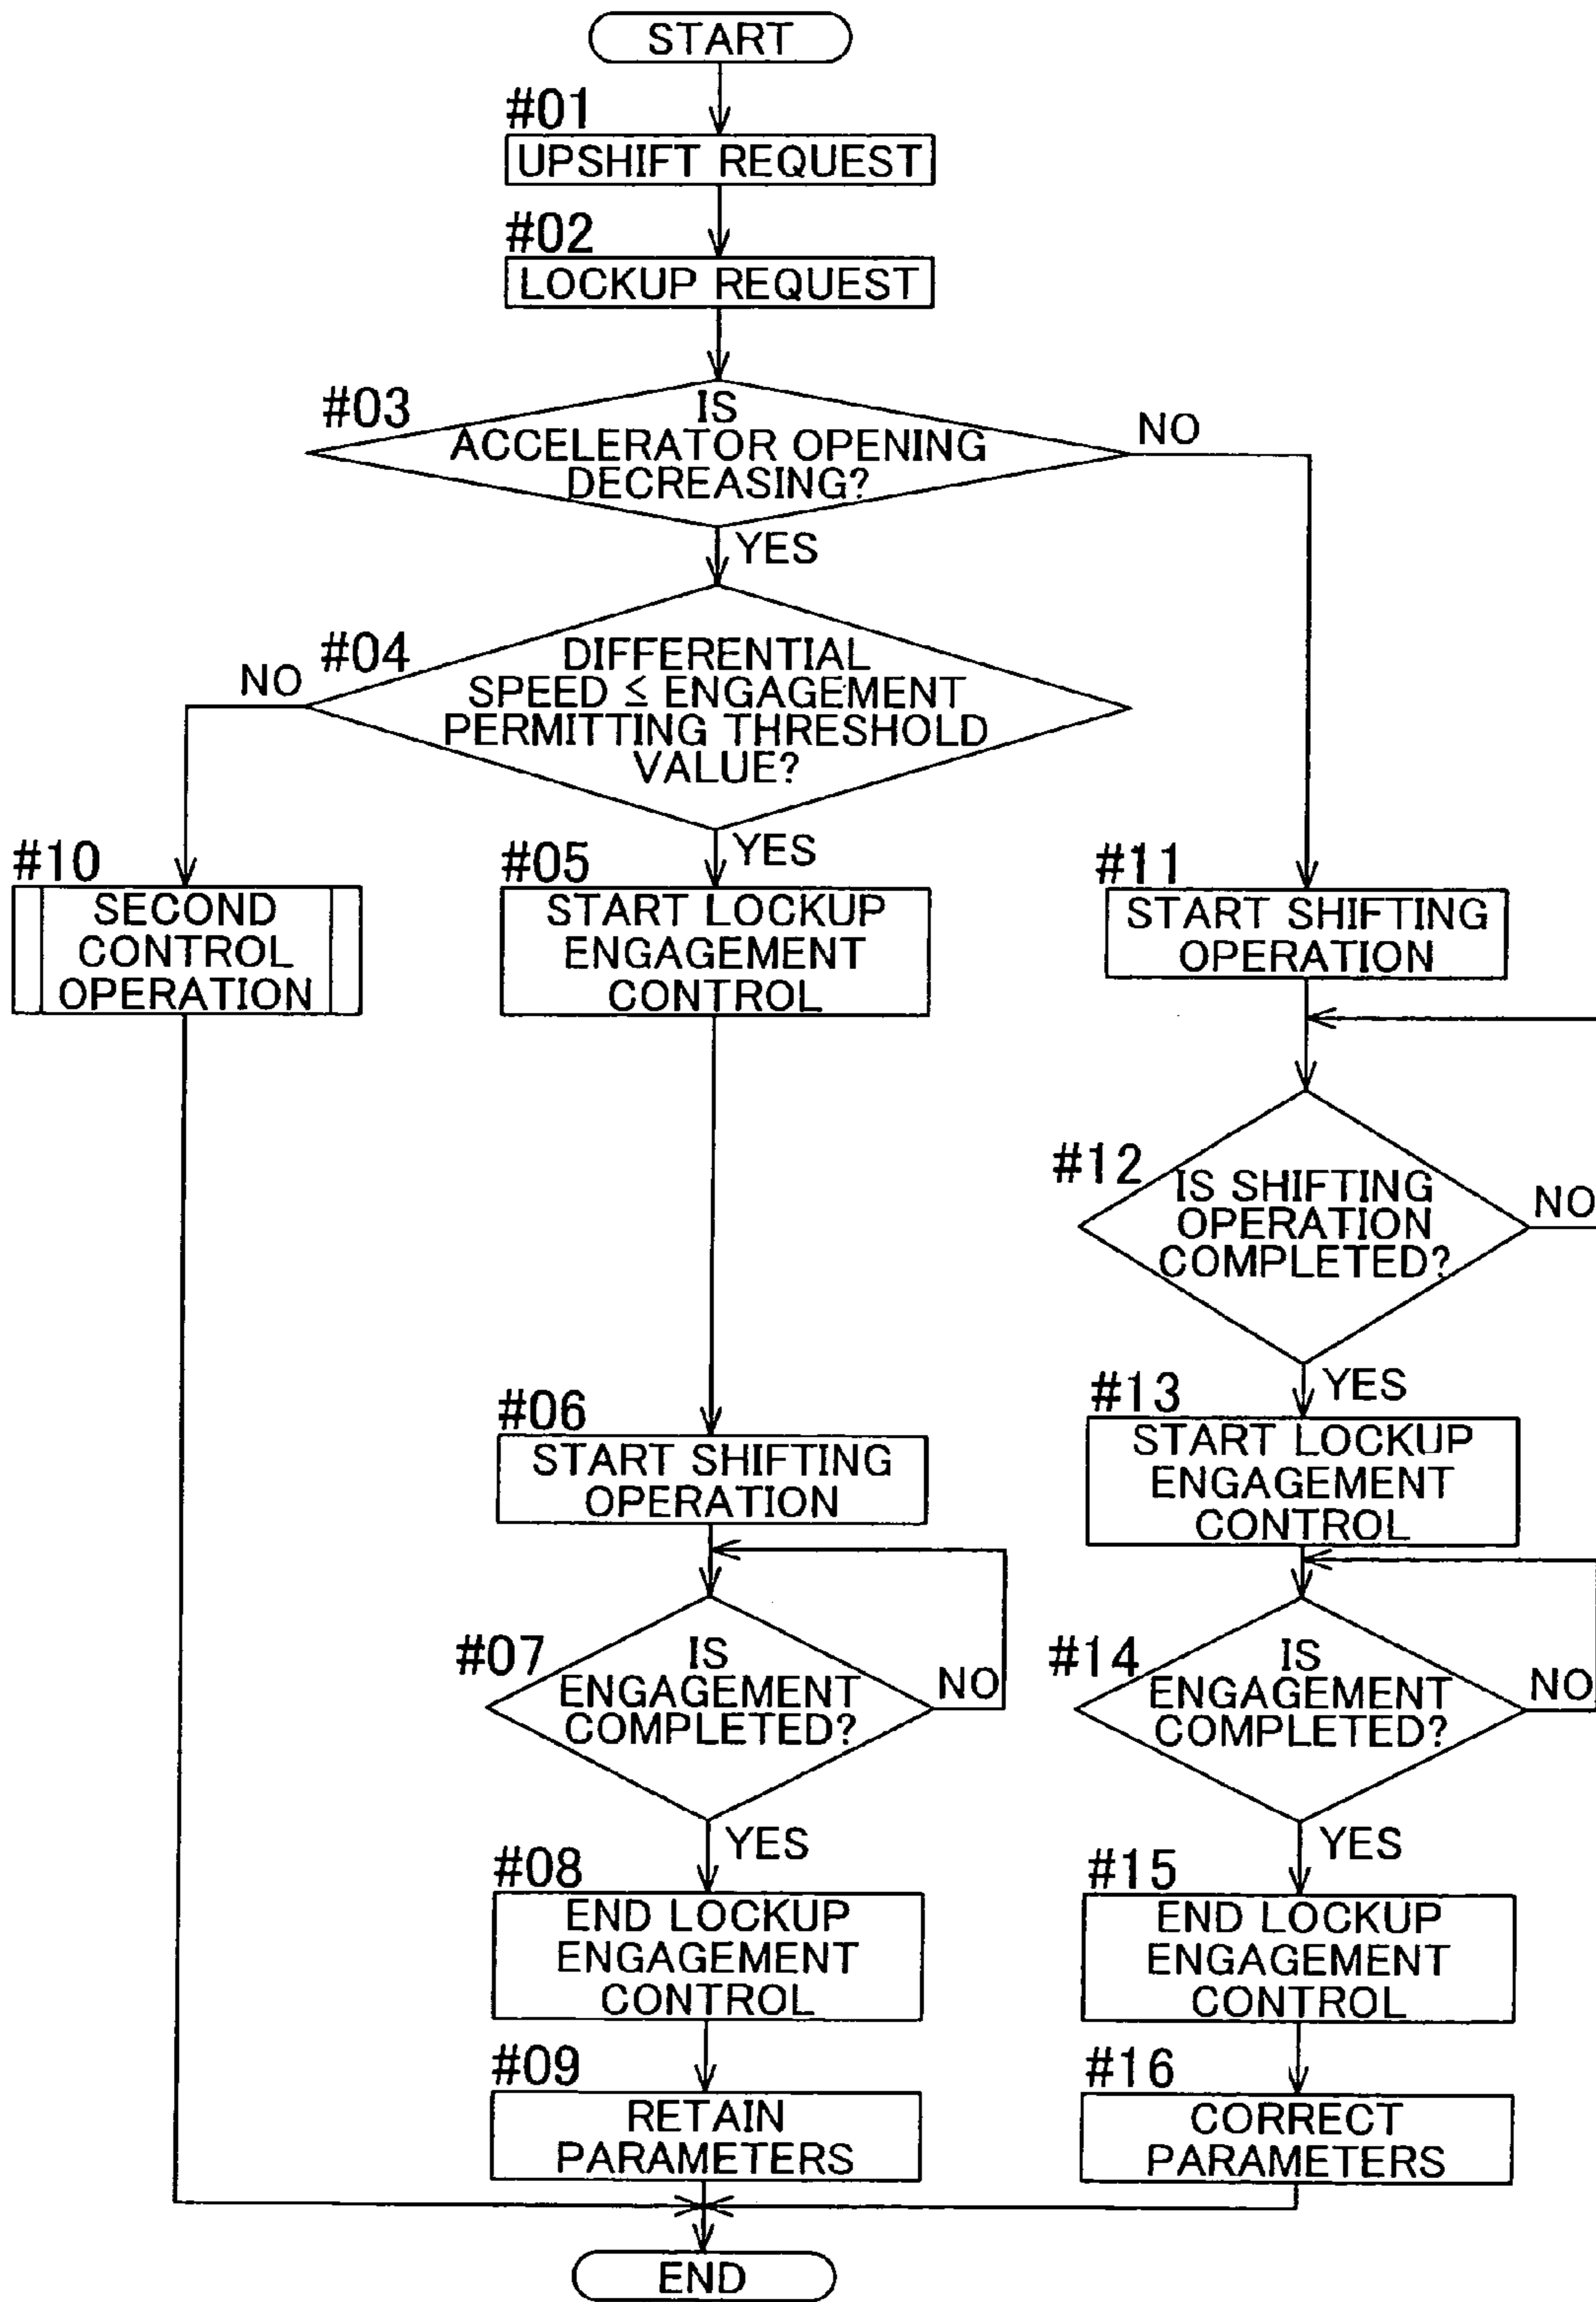 START
#01
UPSHIFT REQUEST
#02
LOCKUP REQUEST
#03
IS
ACCELERATOR OPENING
DECREASING?
NO
YES
#04
DIFFERENTIAL
SPEED ≤ ENGAGEMENT
PERMITTING THRESHOLD
VALUE?
NO
YES
#10
SECOND
CONTROL
OPERATION
#05
START LOCKUP
ENGAGEMENT
CONTROL
#11
START SHIFTING
OPERATION
#12
IS SHIFTING
OPERATION
COMPLETED?
NO
YES
#06
START SHIFTING
OPERATION
#13
START LOCKUP
ENGAGEMENT
CONTROL
#07
IS
ENGAGEMENT
COMPLETED?
NO
YES
#14
IS
ENGAGEMENT
COMPLETED?
NO
YES
#08
END LOCKUP
ENGAGEMENT
CONTROL
#15
END LOCKUP
ENGAGEMENT
CONTROL
#09
RETAIN
PARAMETERS
#16
CORRECT
PARAMETERS
END